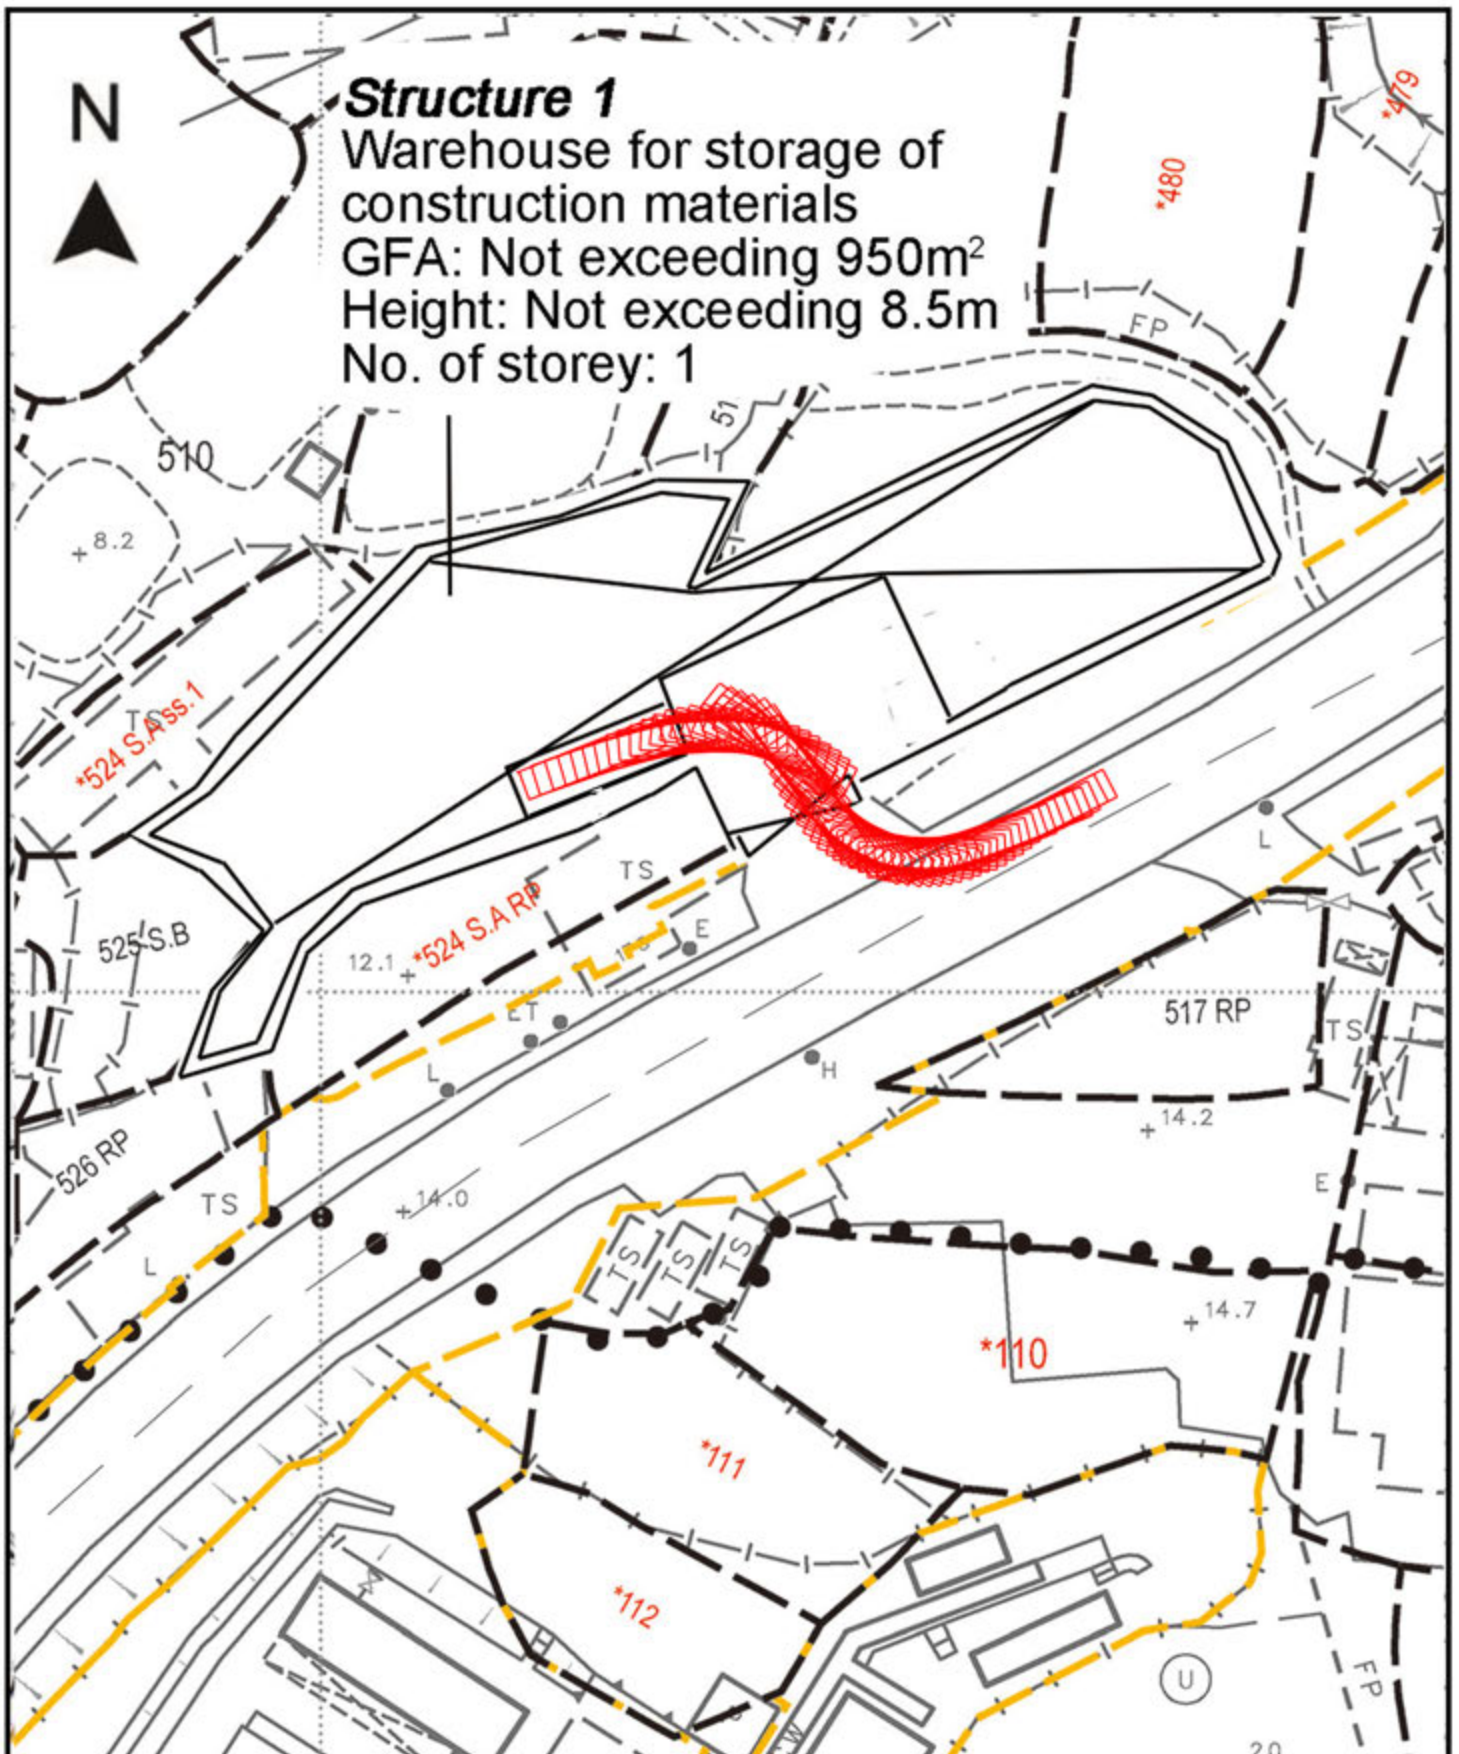 N
Structure 1
Warehouse for storage of
construction materials
GFA: Not exceeding 950m²
Height: Not exceeding 8.5m
No. of storey: 1
*479
*480
FP
51
510
+8.2
TS
*524 S.A ss.1
TS
*524 S.A RP
525 S.B
12.1+
E
ET
L
L
H
517 RP
TS
+14.2
526 RP
TS
+14.0
E
L
TS
TS
TS
+14.7
*110
*111
*112
U
FP
W